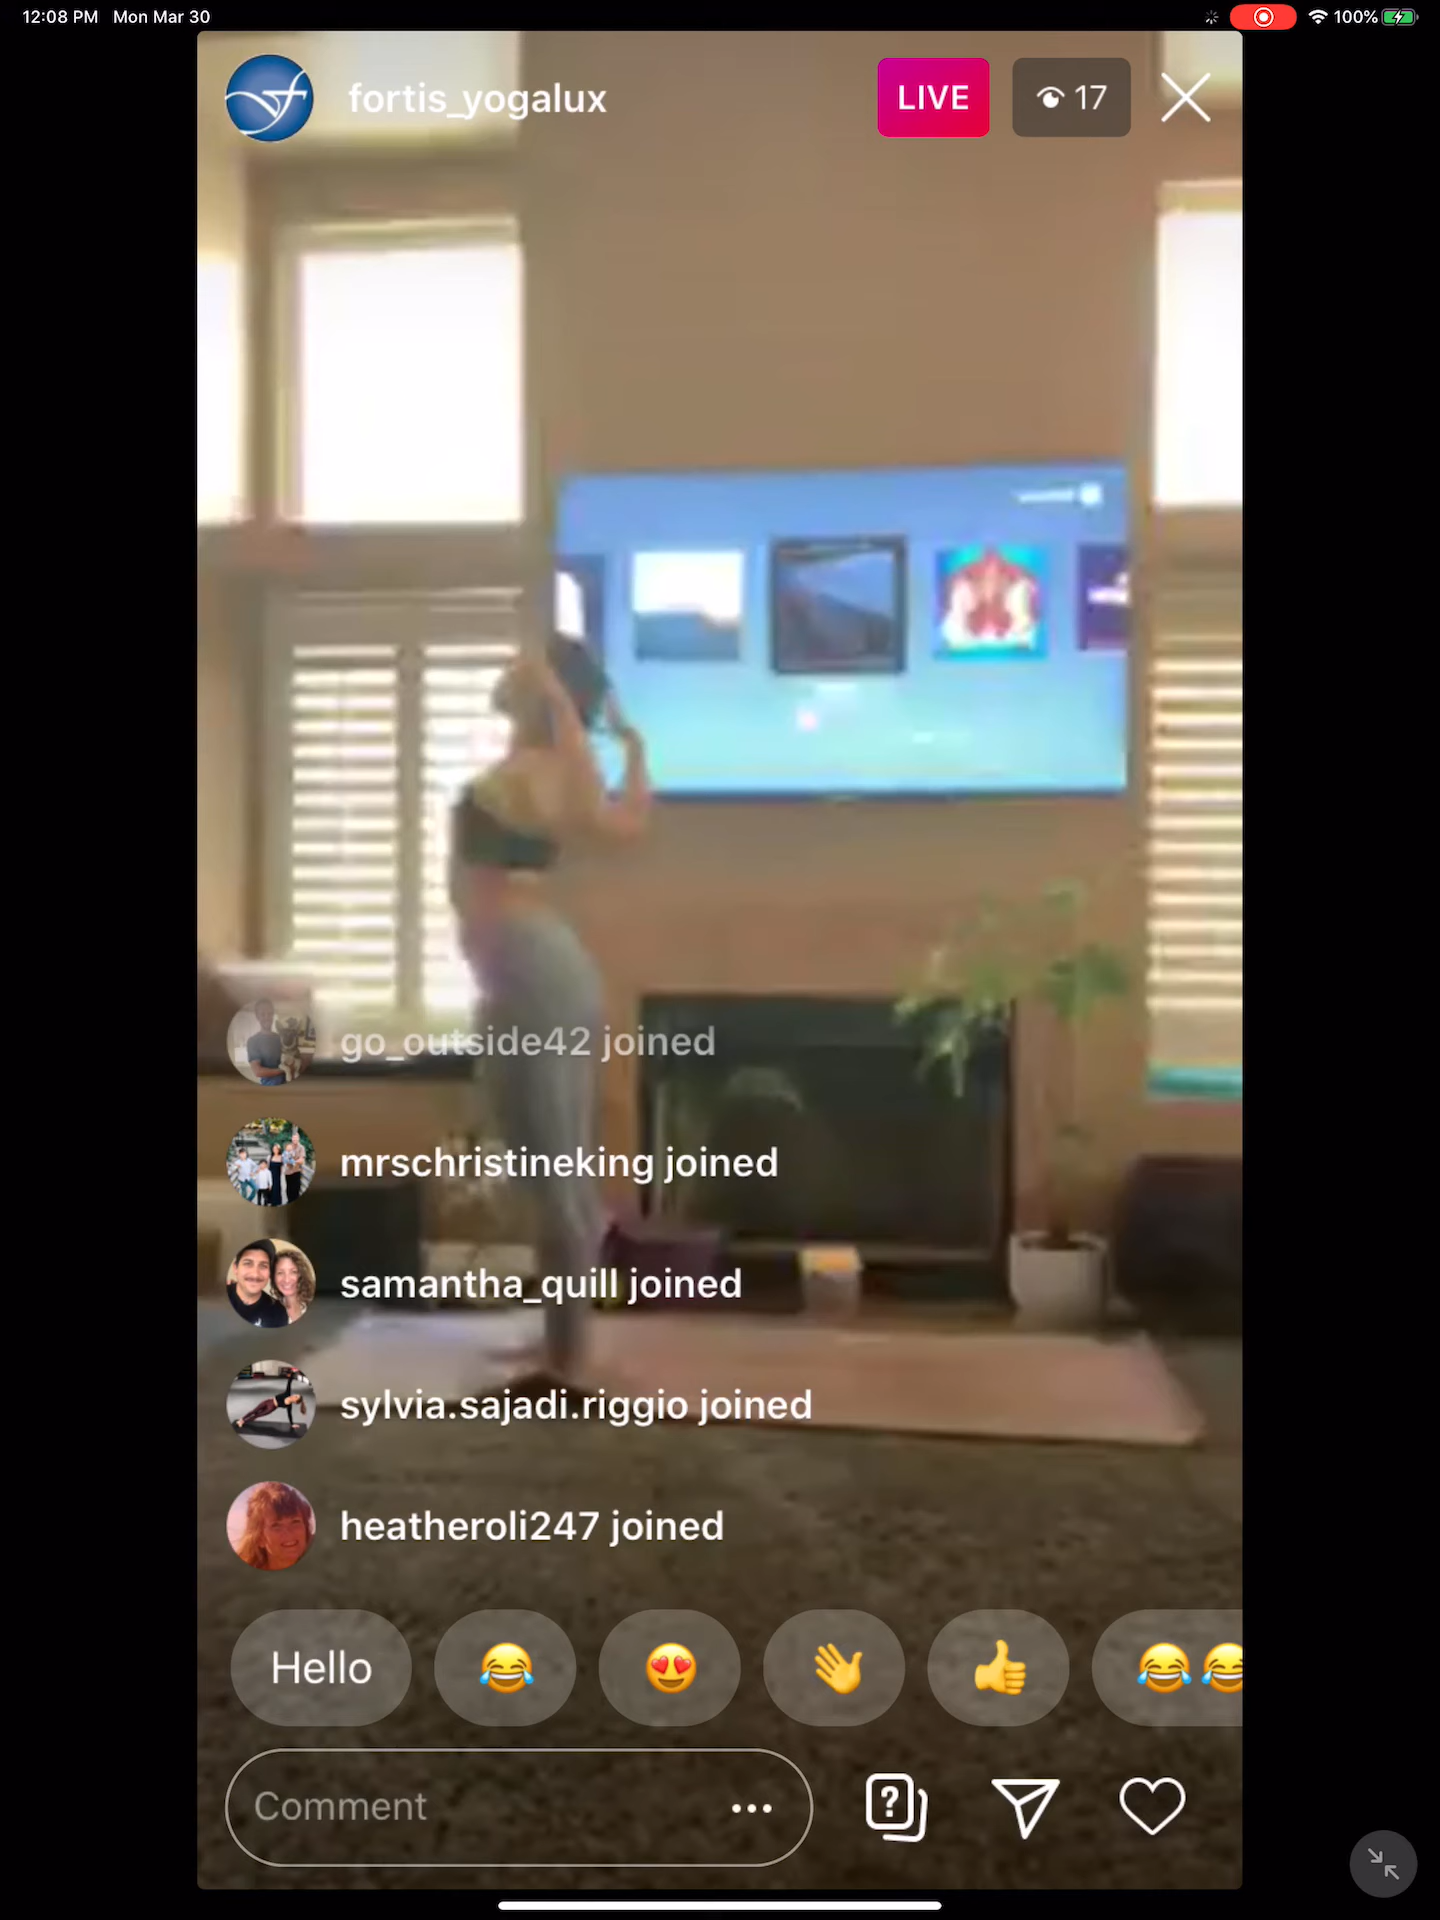 12:08 PM Mon Mar 30
100%
fortis_yogalux
LIVE
17
go_outside42 joined
mrschristineking joined
samantha_quill joined
sylvia.sajadi.riggio joined
heatheroli247 joined
Hello
Comment